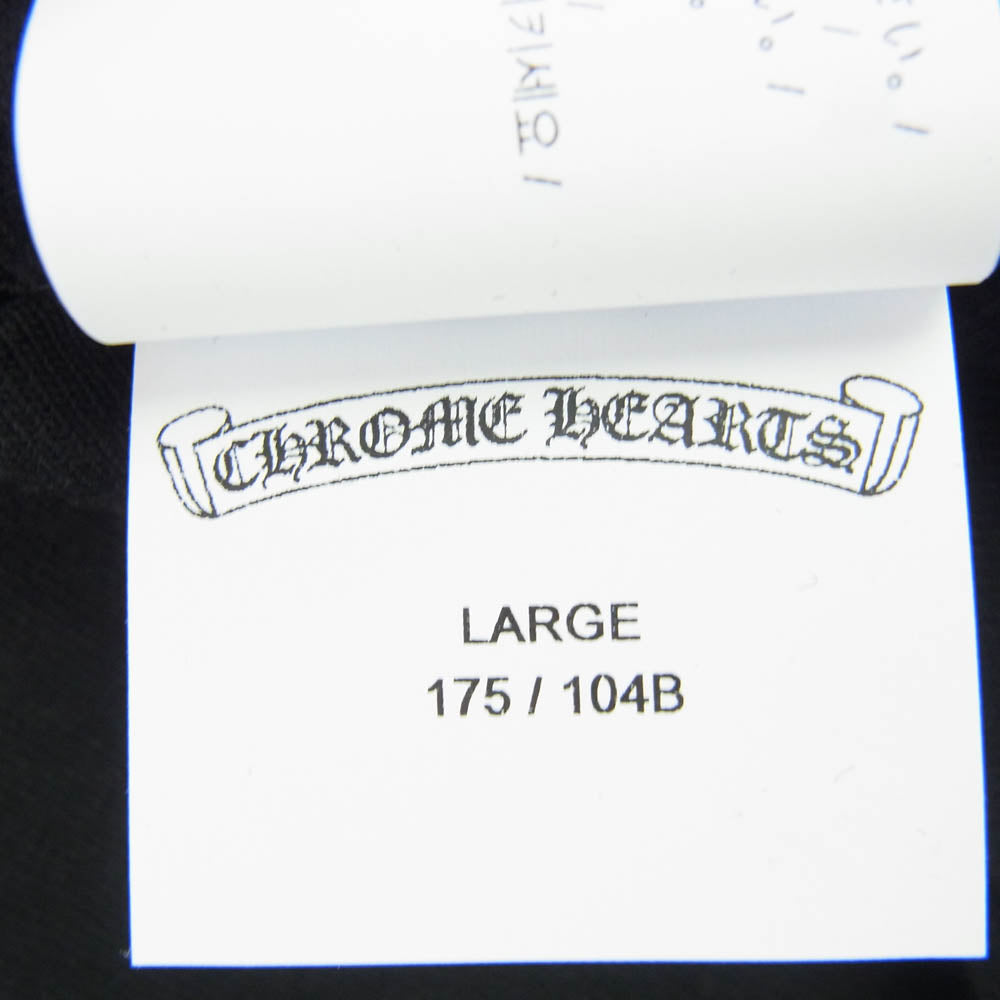 CHROME HEARTS
LARGE
175 / 104B